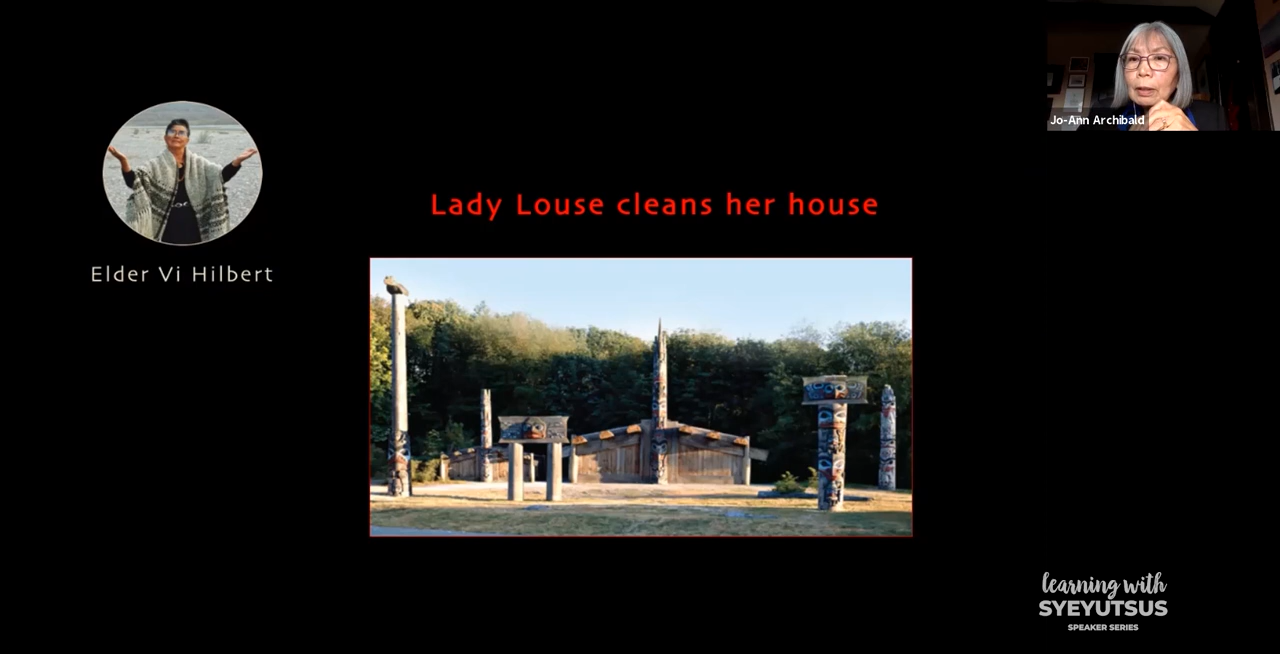 Jo-Ann Archibald
Lady Louse cleans her house
Elder Vi Hilbert
learning with
SYEYUTSUS
SPEAKER SERIES